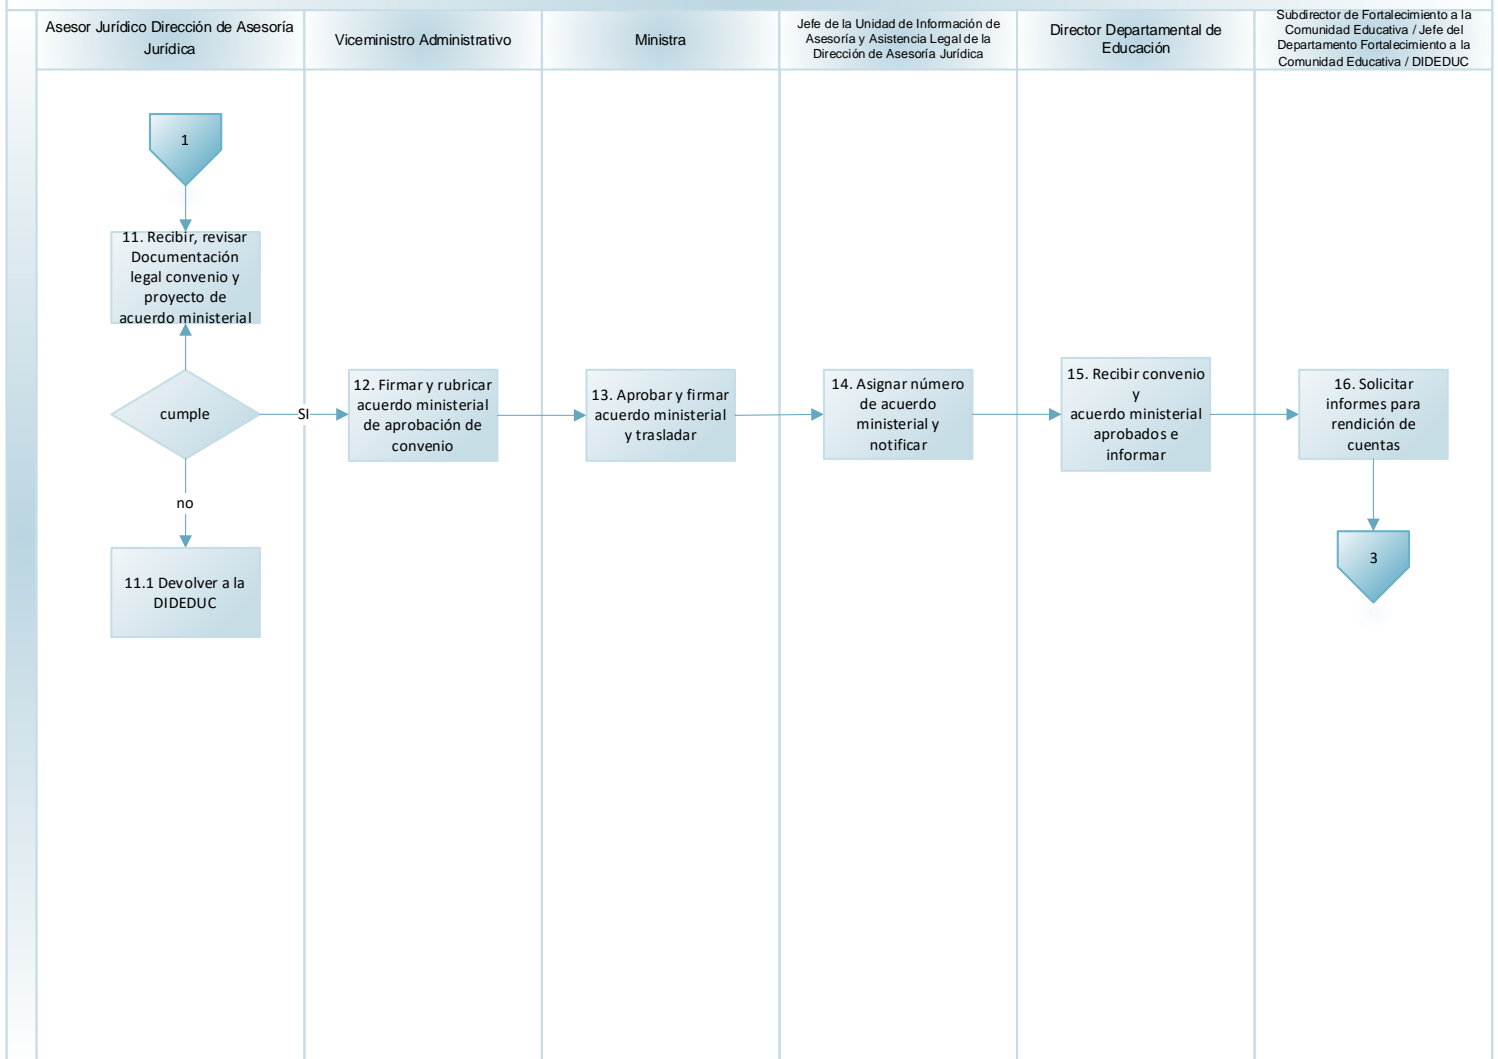 Asesor Jurídico Dirección de Asesoría
Jurídica
Viceministro Administrativo
Ministra
Jefe de la Unidad de Información de
Asesoría y Asistencia Legal de la
Dirección de Asesoría Jurídica
Director Departamental de
Educación
Subdirector de Fortalecimiento a la
Comunidad Educativa / Jefe del
Departamento Fortalecimiento a la
Comunidad Educativa / DIDEDUC
1
11. Recibir, revisar
Documentación
legal convenio y
proyecto de
acuerdo ministerial
cumple
SI
12. Firmar y rubricar
acuerdo ministerial
de aprobación de
convenio
13. Aprobar y firmar
acuerdo ministerial
y trasladar
14. Asignar número
de acuerdo
ministerial y
notificar
15. Recibir convenio
y
acuerdo ministerial
aprobados e
informar
16. Solicitar
informes para
rendición de
cuentas
no
11.1 Devolver a la
DIDEDUC
3